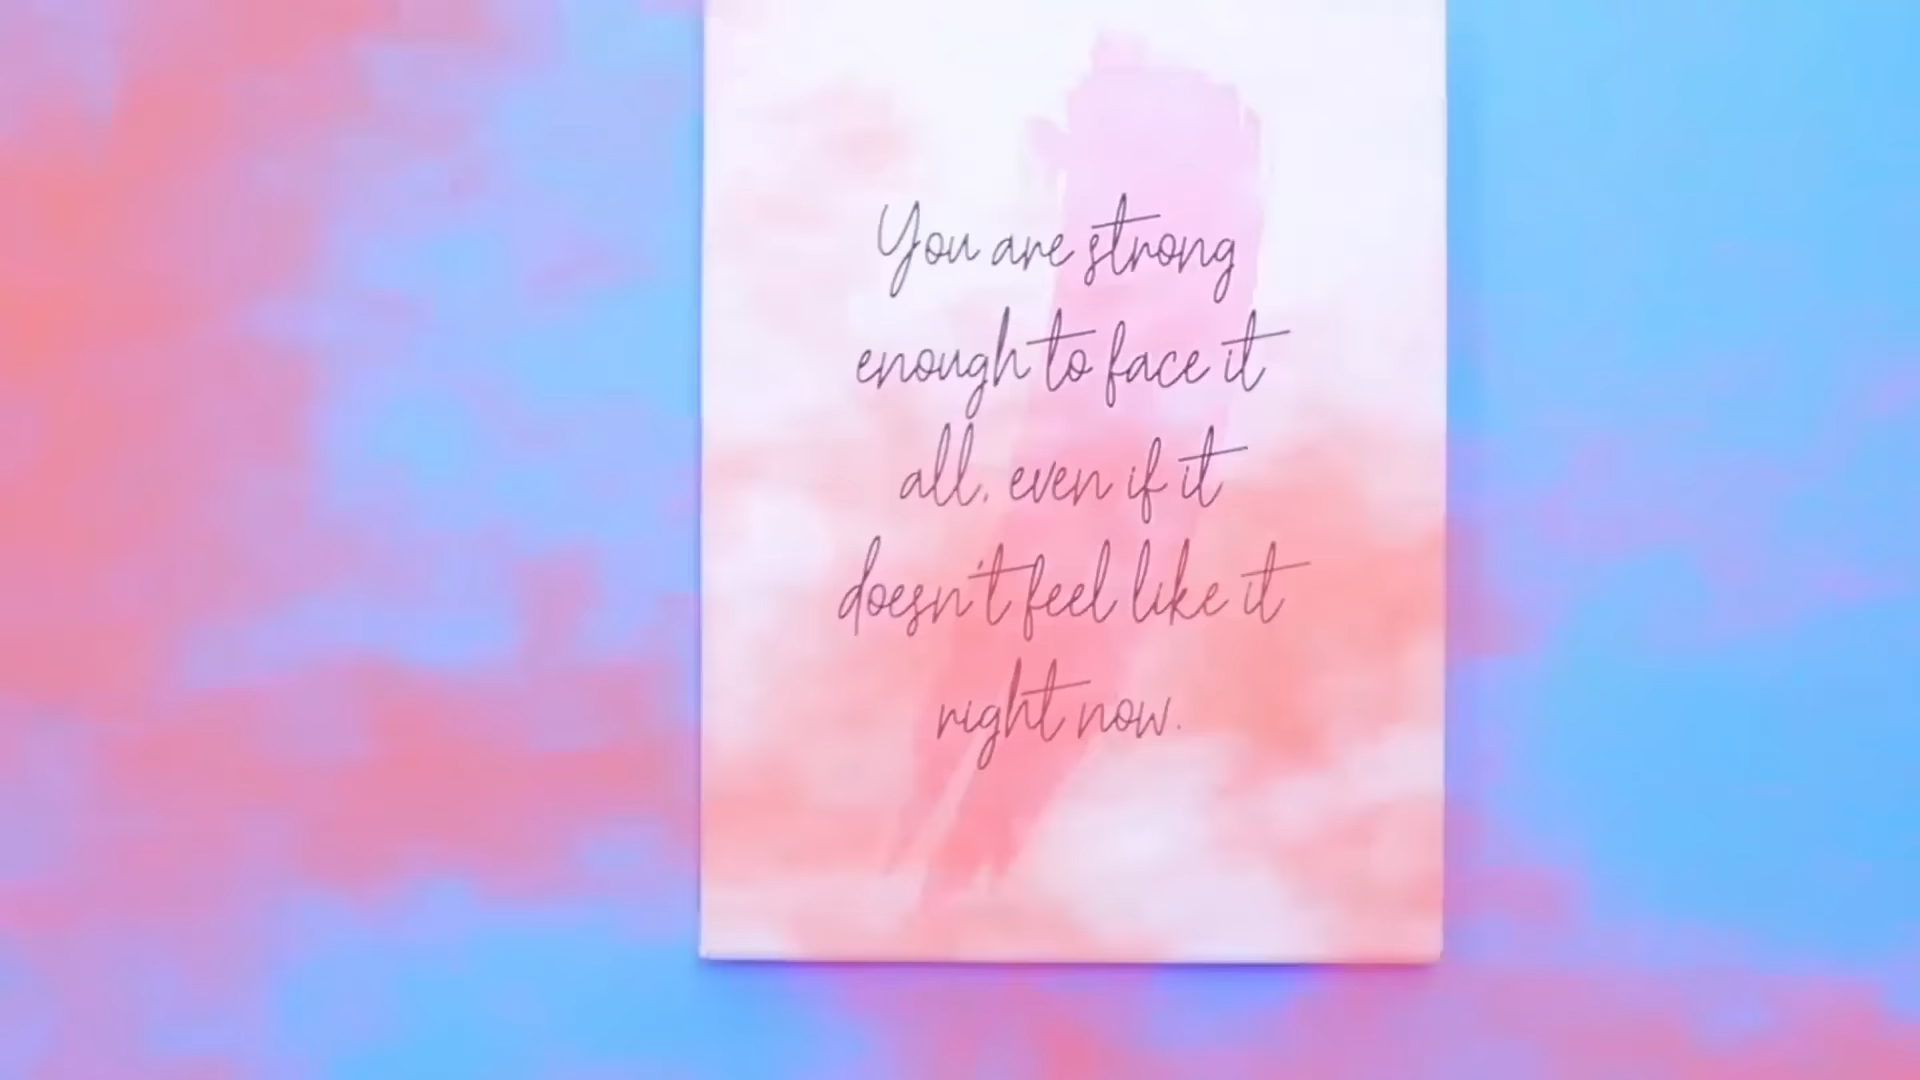 You are strong
enough to face it
all, even if it
doesn't feel like it
right now.